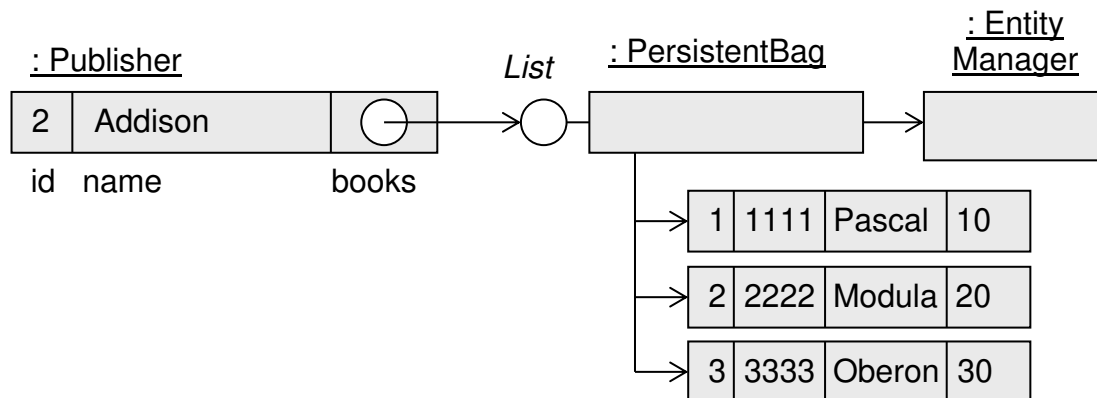 : Publisher
List
: PersistentBag
: Entity
Manager
2 Addison
id name books
1 1111 Pascal 10
2 2222 Modula 20
3 3333 Oberon 30